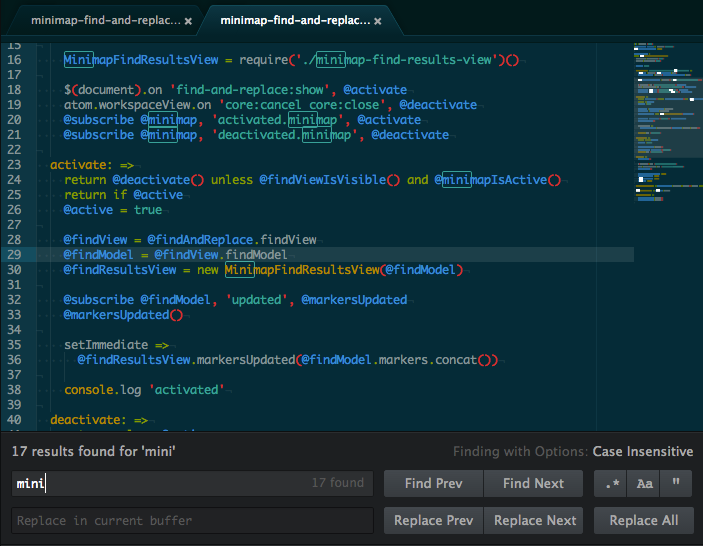 minimap-find-and-replac... ×
minimap-find-and-replac... ×
15
16 MinimapFindResultsView = require('./minimap-find-results-view')()
17
18 $(document).on 'find-and-replace:show', @activate
19 atom.workspaceView.on 'core:cancel core:close', @deactivate
20 @subscribe @minimap, 'activated.minimap', @activate
21 @subscribe @minimap, 'deactivated.minimap', @deactivate
22
23 activate: =>
24 return @deactivate() unless @findViewIsVisible() and @minimapIsActive()
25 return if @active
26 @active = true
27
28 @findView = @findAndReplace.findView
29 @findModel = @findView.findModel
30 @findResultsView = new MinimapFindResultsView(@findModel)
31
32 @subscribe @findModel, 'updated', @markersUpdated
33 @markersUpdated()
34
35 setImmediate =>
36 @findResultsView.markersUpdated(@findModel.markers.concat())
37
38 console.log 'activated'
39
40 deactivate: =>
17 results found for 'mini'
Finding with Options: Case Insensitive
mini
17 found
Find Prev
Find Next
.*
Aa
"
Replace in current buffer
Replace Prev
Replace Next
Replace All